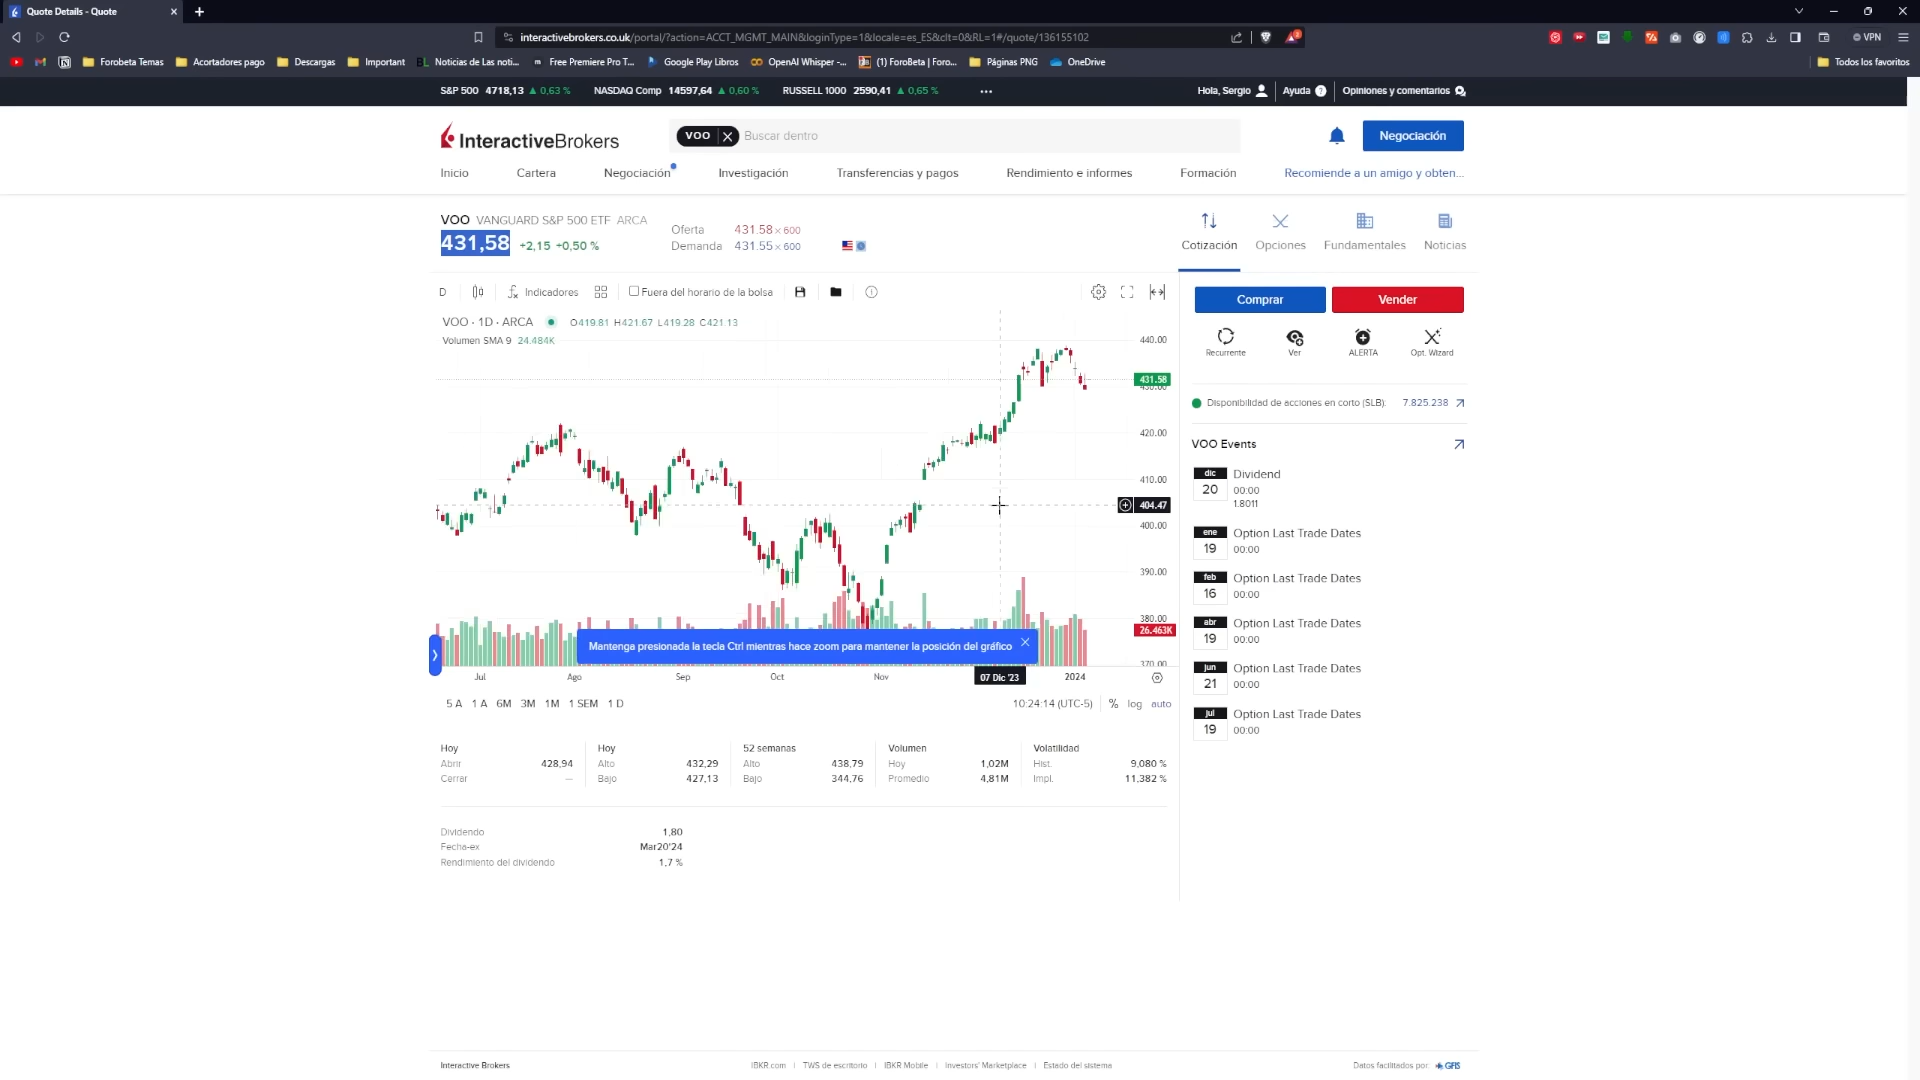 Quote Details - Quote
interactivebrokers.co.uk/portal/?action=ACCT_MGMT_MAIN&loginType=1&locale=es_ES&clt=0&RL=1#/quote/136155102
VPN
Forobeta Temas
Acortadores pago
Descargas
Important
Noticias de Las noti...
Free Premiere Pro T...
Google Play Libros
OpenAI Whisper -...
(1) ForoBeta | Foro...
Páginas PNG
OneDrive
Todos los favoritos
S&P 500 4718,13 ▲ 0,63 %
NASDAQ Comp 14597,64 ▲ 0,60 %
RUSSELL 1000 2590,41 ▲ 0,65 %
Hola, Sergio
Ayuda
Opiniones y comentarios
InteractiveBrokers
VOO
Buscar dentro
Negociación
Inicio
Cartera
Negociación
Investigación
Transferencias y pagos
Rendimiento e informes
Formación
Recomiende a un amigo y obten...
VOO VANGUARD S&P 500 ETF ARCA
431,58 +2,15 +0,50 %
Oferta 431.58 × 600
Demanda 431.55 × 600
Cotización
Opciones
Fundamentales
Noticias
D
Indicadores
Fuera del horario de la bolsa
Comprar
Vender
VOO · 1D · ARCA O419.81 H421.67 L419.28 C421.13
Volumen SMA 9 24.484K
Recurrente
Ver
ALERTA
Opt. Wizard
440.00
431.58
430.00
420.00
410.00
404.47
400.00
390.00
380.00
26.463K
370.00
Disponibilidad de acciones en corto (SLB): 7.825.238
VOO Events
dic
20
Dividend
00:00
1.8011
ene
19
Option Last Trade Dates
00:00
feb
16
Option Last Trade Dates
00:00
abr
19
Option Last Trade Dates
00:00
jun
21
Option Last Trade Dates
00:00
jul
19
Option Last Trade Dates
00:00
Mantenga presionada la tecla Ctrl mientras hace zoom para mantener la posición del gráfico
Jul Ago Sep Oct Nov 07 Dic '23 2024
5 A 1 A 6M 3M 1M 1 SEM 1 D
10:24:14 (UTC-5) % log auto
Hoy
Abrir 428,94
Cerrar —
Hoy
Alto 432,29
Bajo 427,13
52 semanas
Alto 438,79
Bajo 344,76
Volumen
Hoy 1,02M
Promedio 4,81M
Volatilidad
Hist. 9,080 %
Impl. 11,382 %
Dividendo 1,80
Fecha-ex Mar20'24
Rendimiento del dividendo 1,7 %
Interactive Brokers
IBKR.com | TWS de escritorio | IBKR Mobile | Investors' Marketplace | Estado del sistema
Datos facilitados por: GFIS